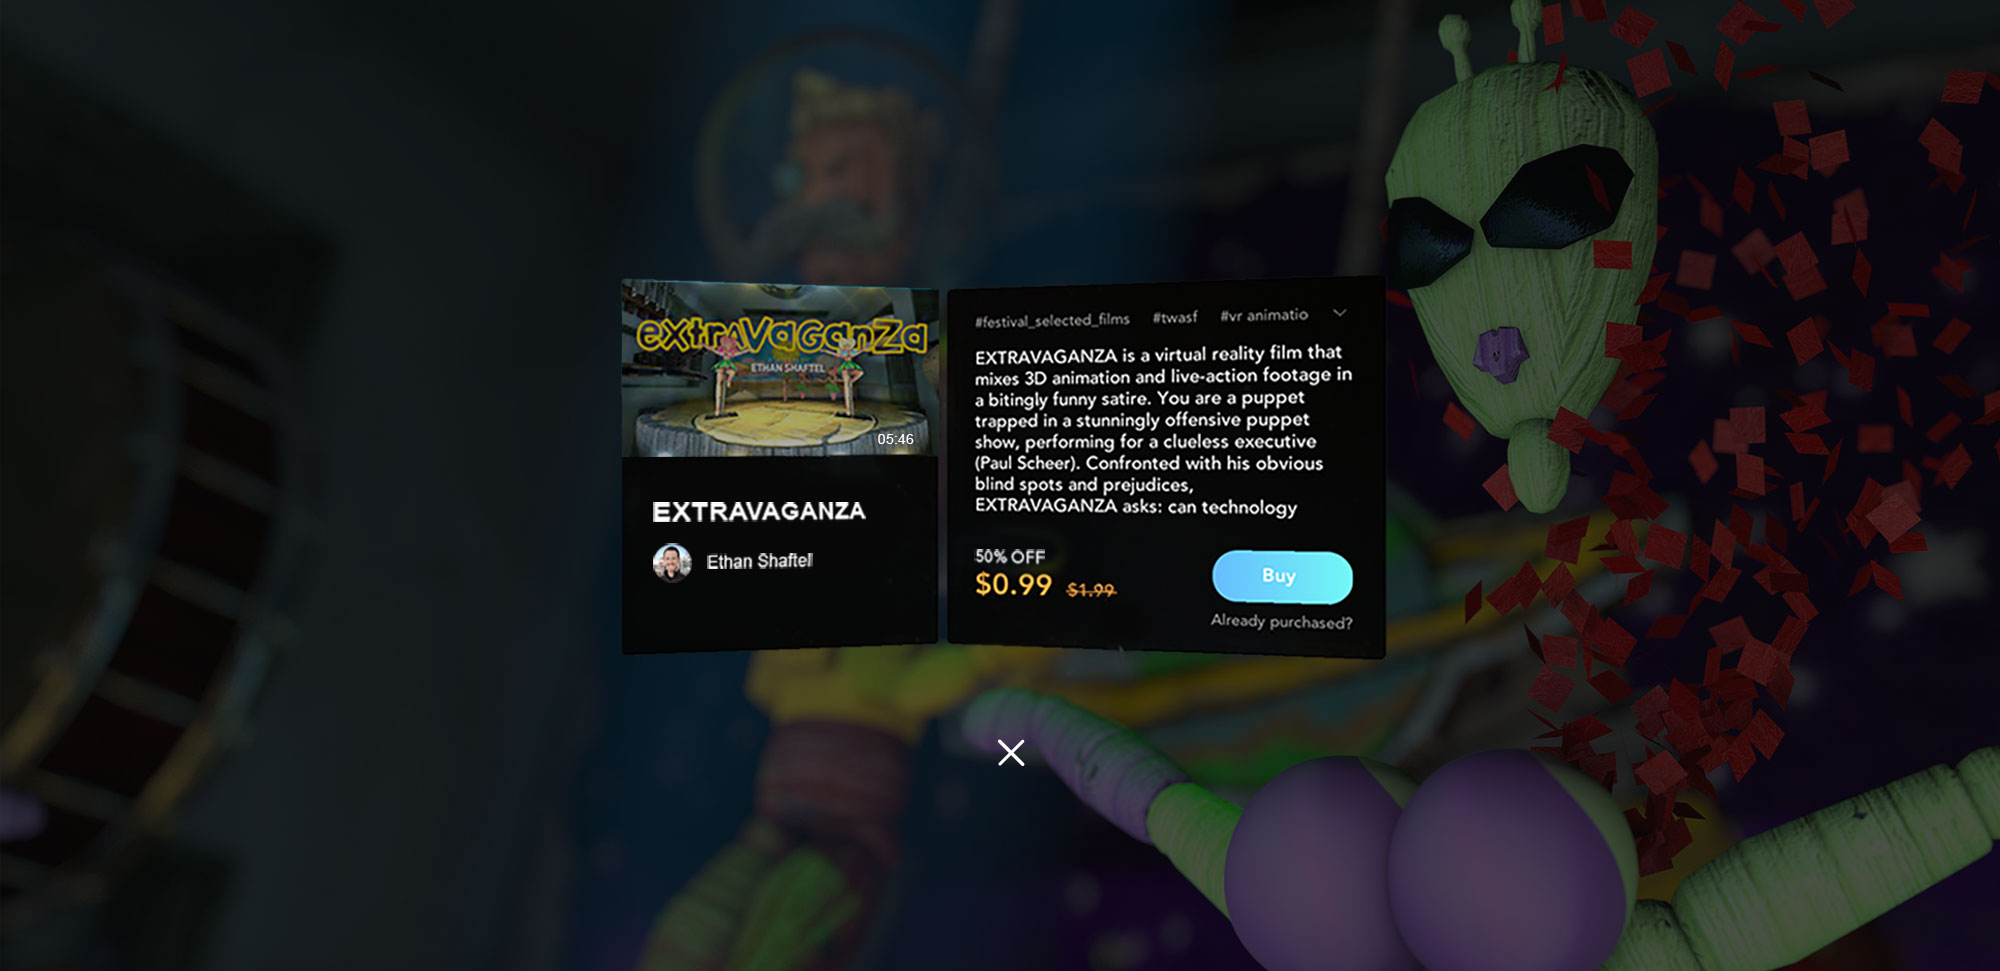 extravaganza
ETHAN SHAFTEL
05:46
EXTRAVAGANZA
Ethan Shaftel
#festival_selected_films #twasf #vr animatio
EXTRAVAGANZA is a virtual reality film that
mixes 3D animation and live-action footage in
a bitingly funny satire. You are a puppet
trapped in a stunningly offensive puppet
show, performing for a clueless executive
(Paul Scheer). Confronted with his obvious
blind spots and prejudices,
EXTRAVAGANZA asks: can technology
50% OFF
$0.99 $1.99
Buy
Already purchased?